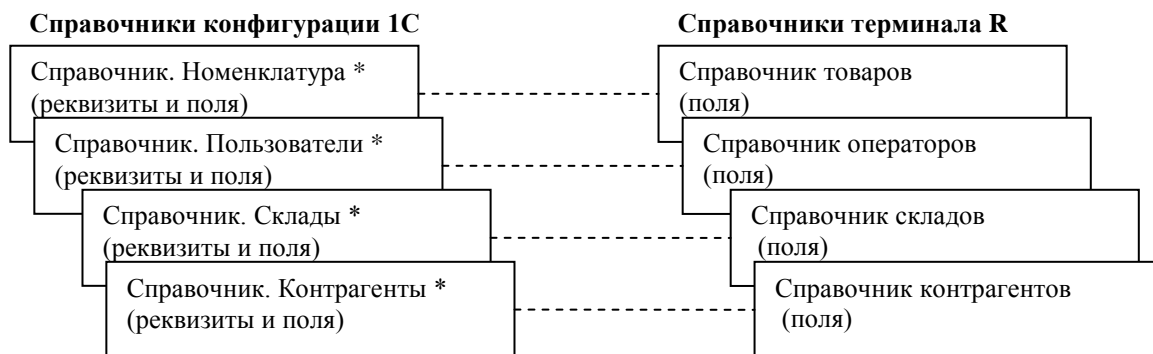 Справочники конфигурации 1С
Справочники терминала R
Справочник. Номенклатура *
(реквизиты и поля)
Справочник товаров
(поля)
Справочник. Пользователи *
(реквизиты и поля)
Справочник операторов
(поля)
Справочник. Склады *
(реквизиты и поля)
Справочник складов
(поля)
Справочник. Контрагенты *
(реквизиты и поля)
Справочник контрагентов
(поля)